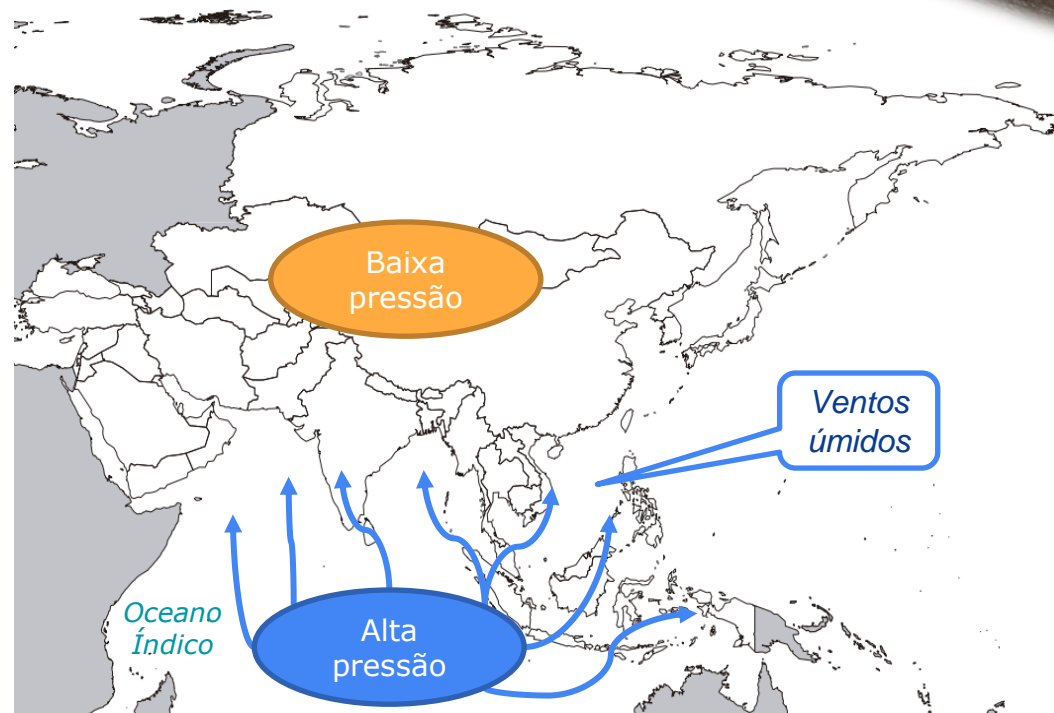 Baixa
pressão
Ventos
úmidos
Oceano
Índico
Alta
pressão